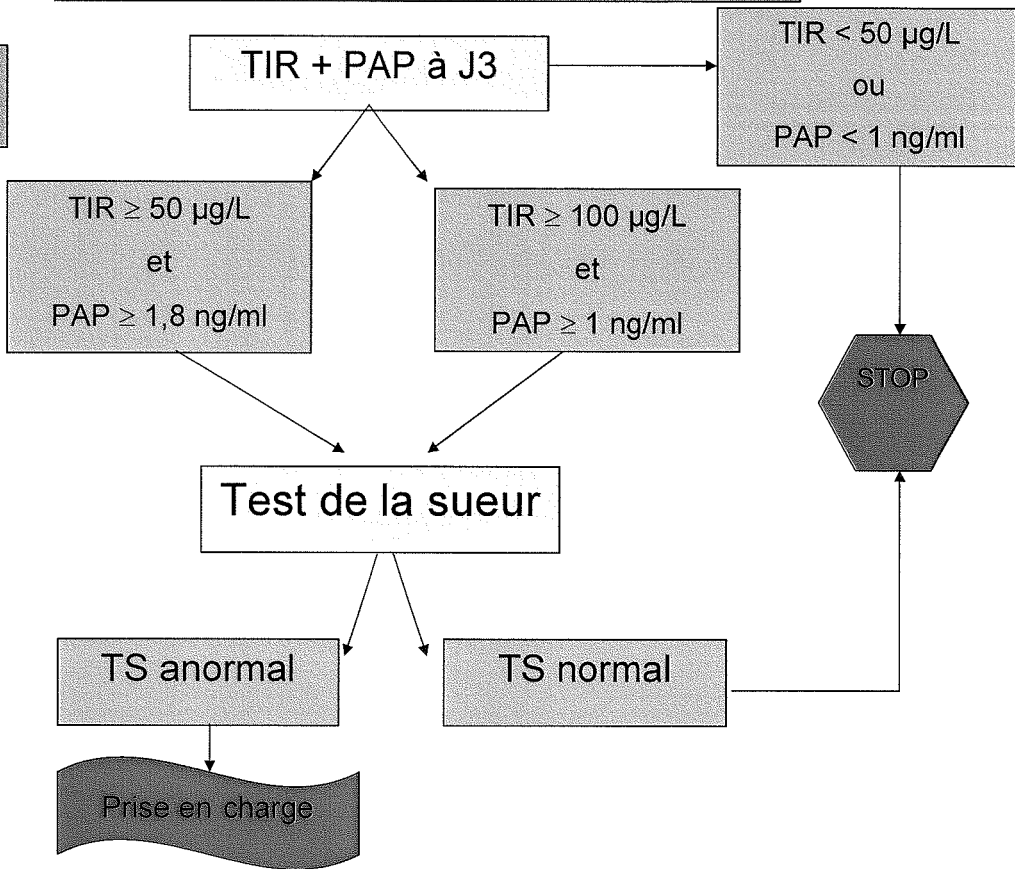 TIR + PAP à J3
TIR < 50 µg/L
ou
PAP < 1 ng/ml
TIR ≥ 50 µg/L
et
PAP ≥ 1,8 ng/ml
TIR ≥ 100 µg/L
et
PAP ≥ 1 ng/ml
STOP
Test de la sueur
TS anormal
TS normal
Prise en charge